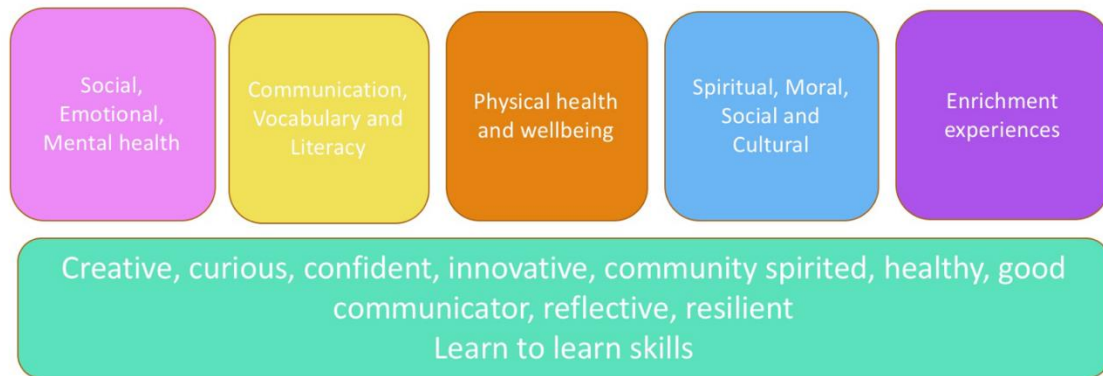 Social,
Emotional,
Mental health
Communication,
Vocabulary and
Literacy
Physical health
and wellbeing
Spiritual, Moral,
Social and
Cultural
Enrichment
experiences
Creative, curious, confident, innovative, community spirited, healthy, good
communicator, reflective, resilient
Learn to learn skills